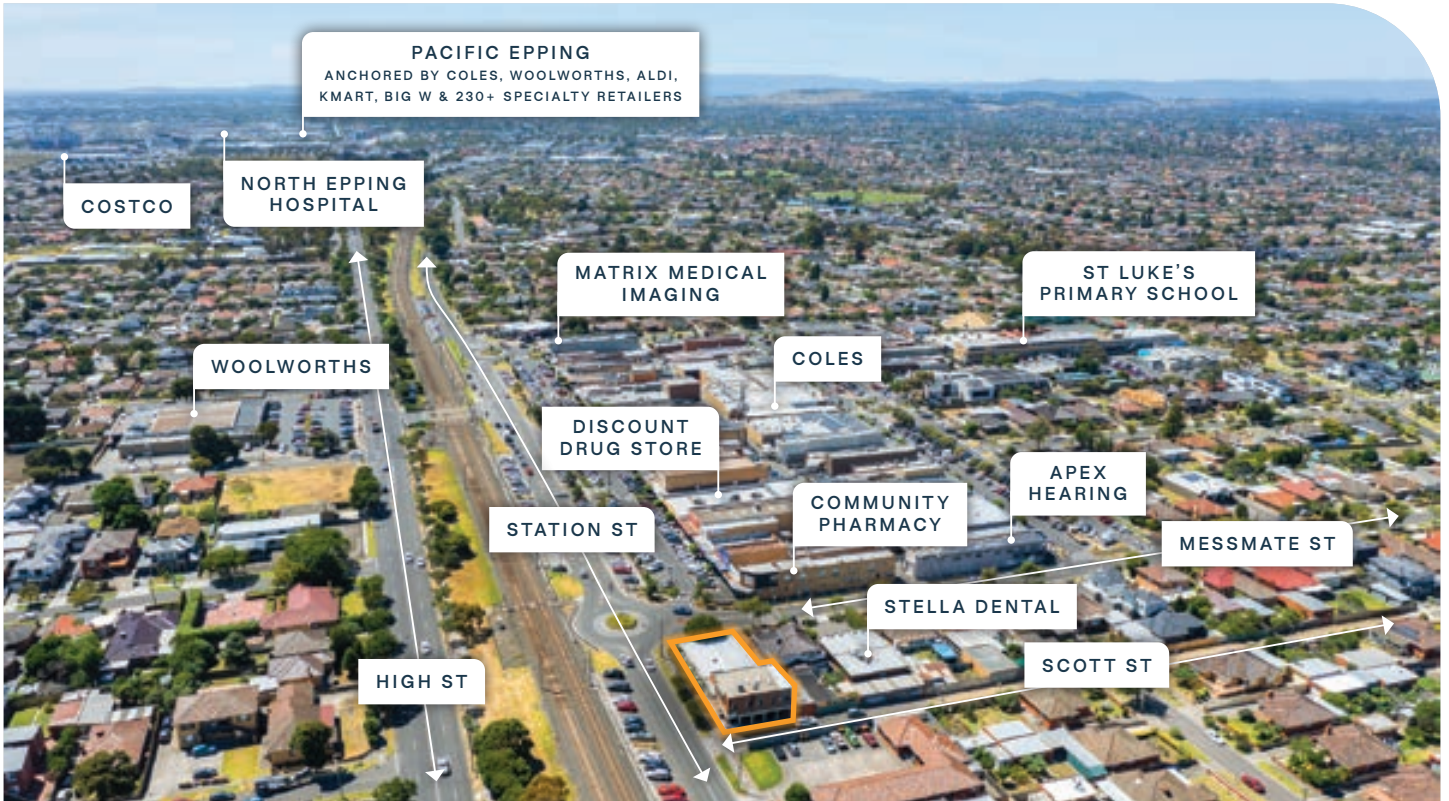 PACIFIC EPPING
ANCHORED BY COLES, WOOLWORTHS, ALDI,
KMART, BIG W & 230+ SPECIALTY RETAILERS
NORTH EPPING
HOSPITAL
COSTCO
MATRIX MEDICAL
IMAGING
ST LUKE’S
PRIMARY SCHOOL
WOOLWORTHS
COLES
DISCOUNT
DRUG STORE
APEX
HEARING
COMMUNITY
PHARMACY
STATION ST
MESSMATE ST
STELLA DENTAL
SCOTT ST
HIGH ST